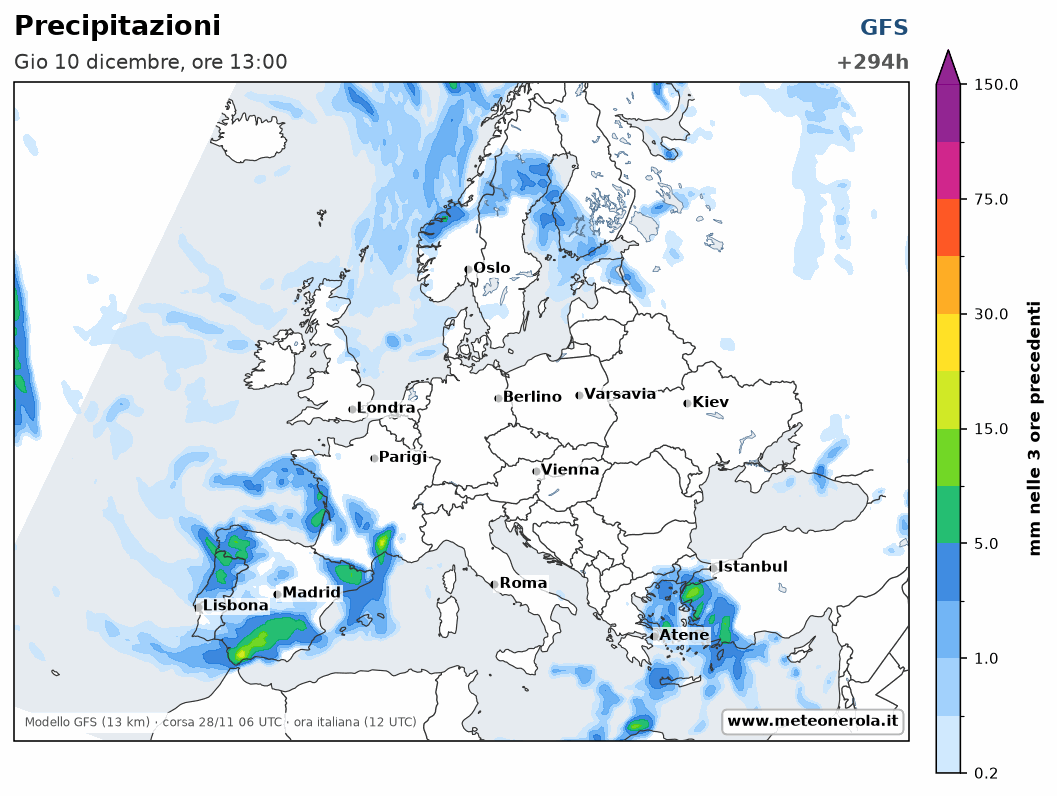 Precipitazioni
GFS
Gio 10 dicembre, ore 13:00
+294h
150.0
75.0
30.0
15.0
5.0
1.0
0.2
mm nelle 3 ore precedenti
Oslo
Berlino
Varsavia
Kiev
Londra
Parigi
Vienna
Istanbul
Roma
Madrid
Lisbona
Atene
Modello GFS (13 km) · corsa 28/11 06 UTC · ora italiana (12 UTC)
www.meteonerola.it